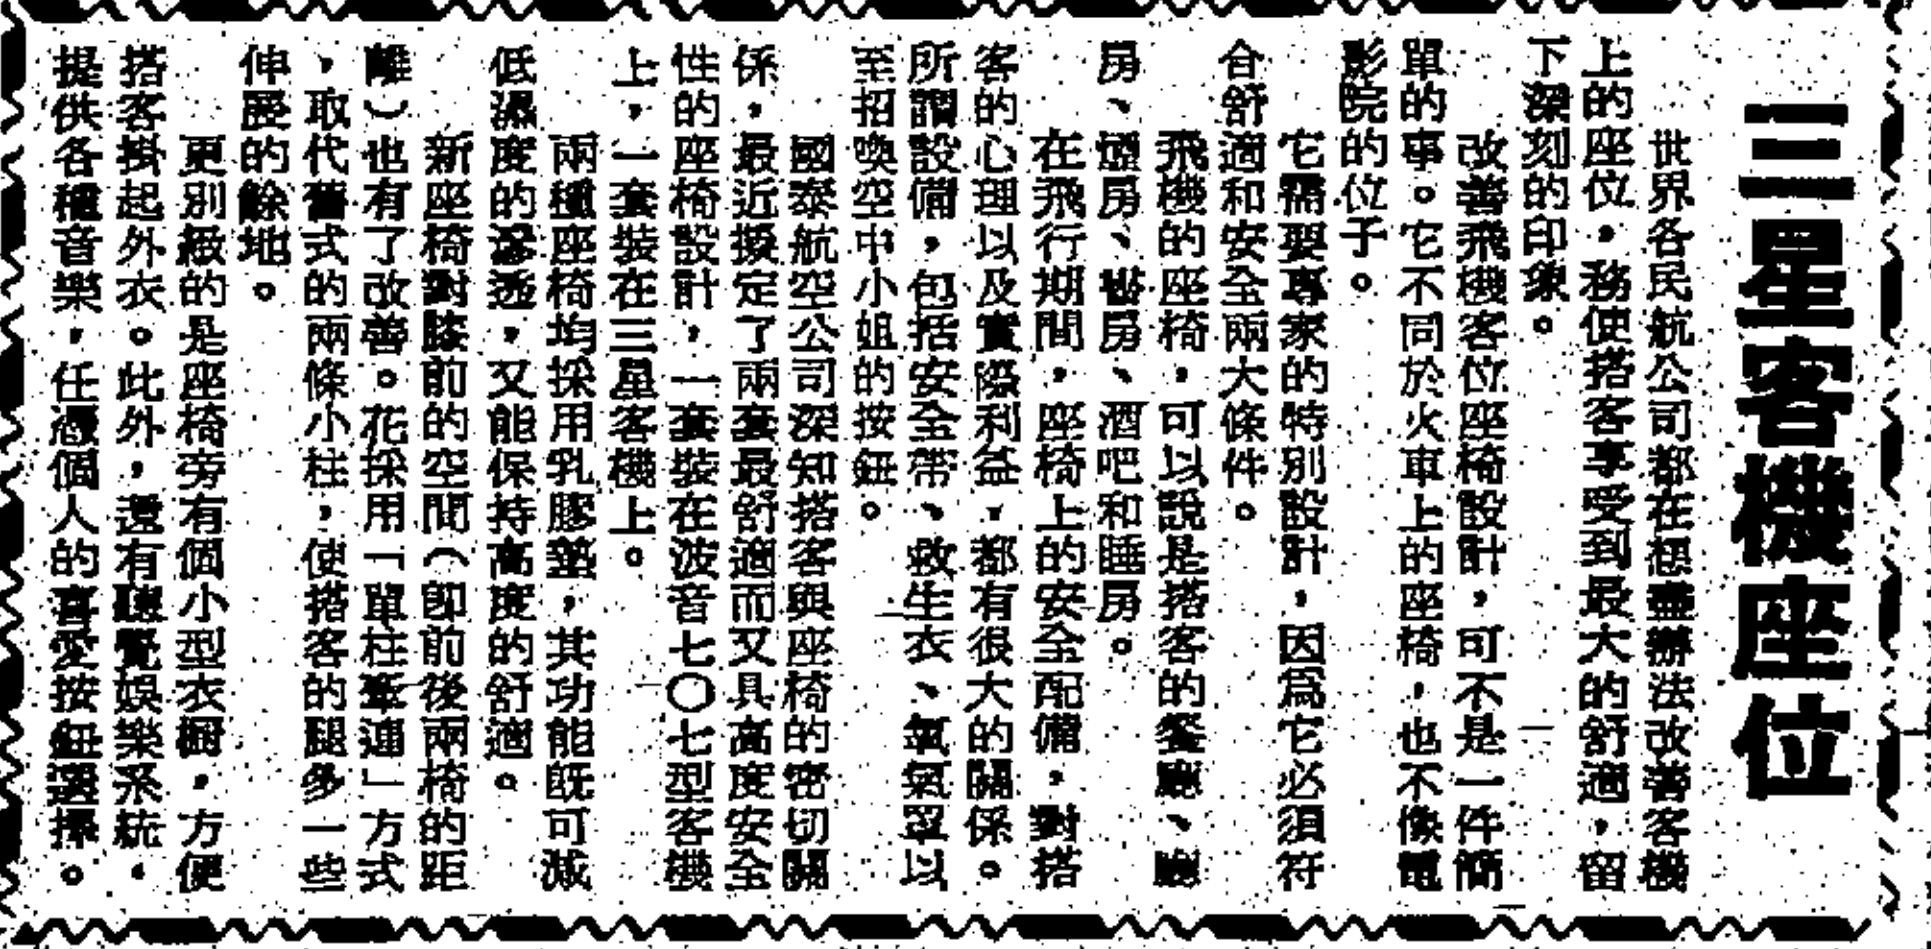 三星客機座位
世界各民航公司都在想盡辦法改善客機
上的座位，務使搭客享受到最大的舒適，留
下深刻的印象。
改善飛機客位座椅設計，可不是一件簡
單的事。它不同於火車上的座椅，也不像電
影院的位子。
它需要專家的特別設計，因為它必須符
合舒適和安全兩大條件。
飛機的座椅，可以說是搭客的餐廳、廳
房、房、房、酒吧和睡房。
在飛行期間，座椅上的安全配備，對搭
客的心理以及實際利益，都有很大的關係。
所謂設備，包括安全帶、救生衣、氧氣罩以
至招喚空中小姐的按鈕。
國泰航空公司深知搭客與座椅的密切關
係，最近擬定了兩套最舒適而又具高度安全
性的座椅設計，一套裝在波音七〇七型客機
上，一套裝在三星客機上。
兩種座椅均採用乳膠墊，其功能既可減
低濕度的滲透，又能保持高度的舒適。
新座椅對膝前的空間（卽前後兩椅的距
離）也有了改善。花採用「單柱牽連」方式
，取代舊式的兩條小柱，使搭客的腿多一些
伸展的餘地。
更別緻的是座椅旁有個小型衣櫥，方便
搭客掛起外衣。此外，還有聽覺娛樂系統，
提供各種音樂，任憑個人的喜愛按鈕選擇。